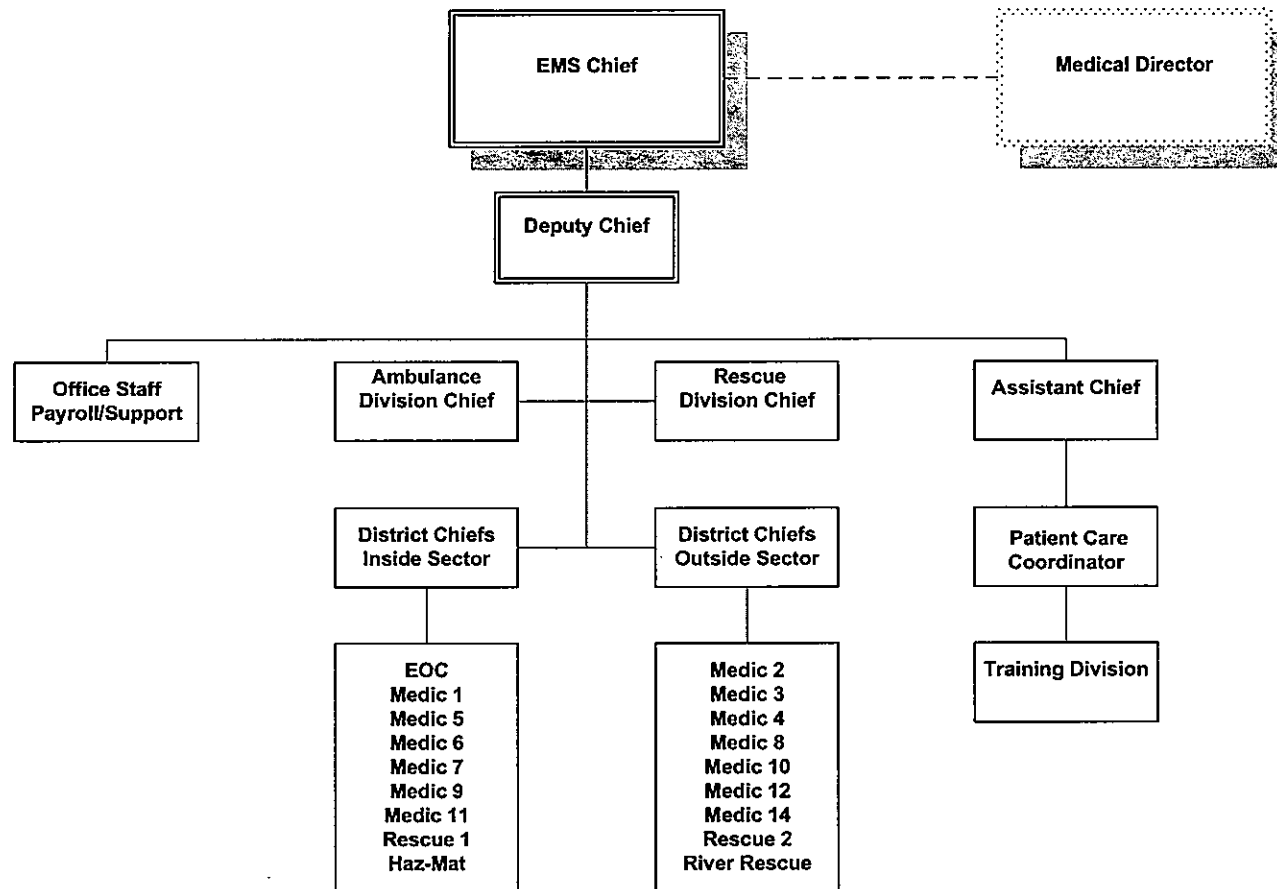 EMS Chief
Medical Director
Deputy Chief
Office Staff
Payroll/Support
Ambulance
Division Chief
Rescue
Division Chief
Assistant Chief
District Chiefs
Inside Sector
District Chiefs
Outside Sector
Patient Care
Coordinator
EOC
Medic 1
Medic 5
Medic 6
Medic 7
Medic 9
Medic 11
Rescue 1
Haz-Mat
Medic 2
Medic 3
Medic 4
Medic 8
Medic 10
Medic 12
Medic 14
Rescue 2
River Rescue
Training Division